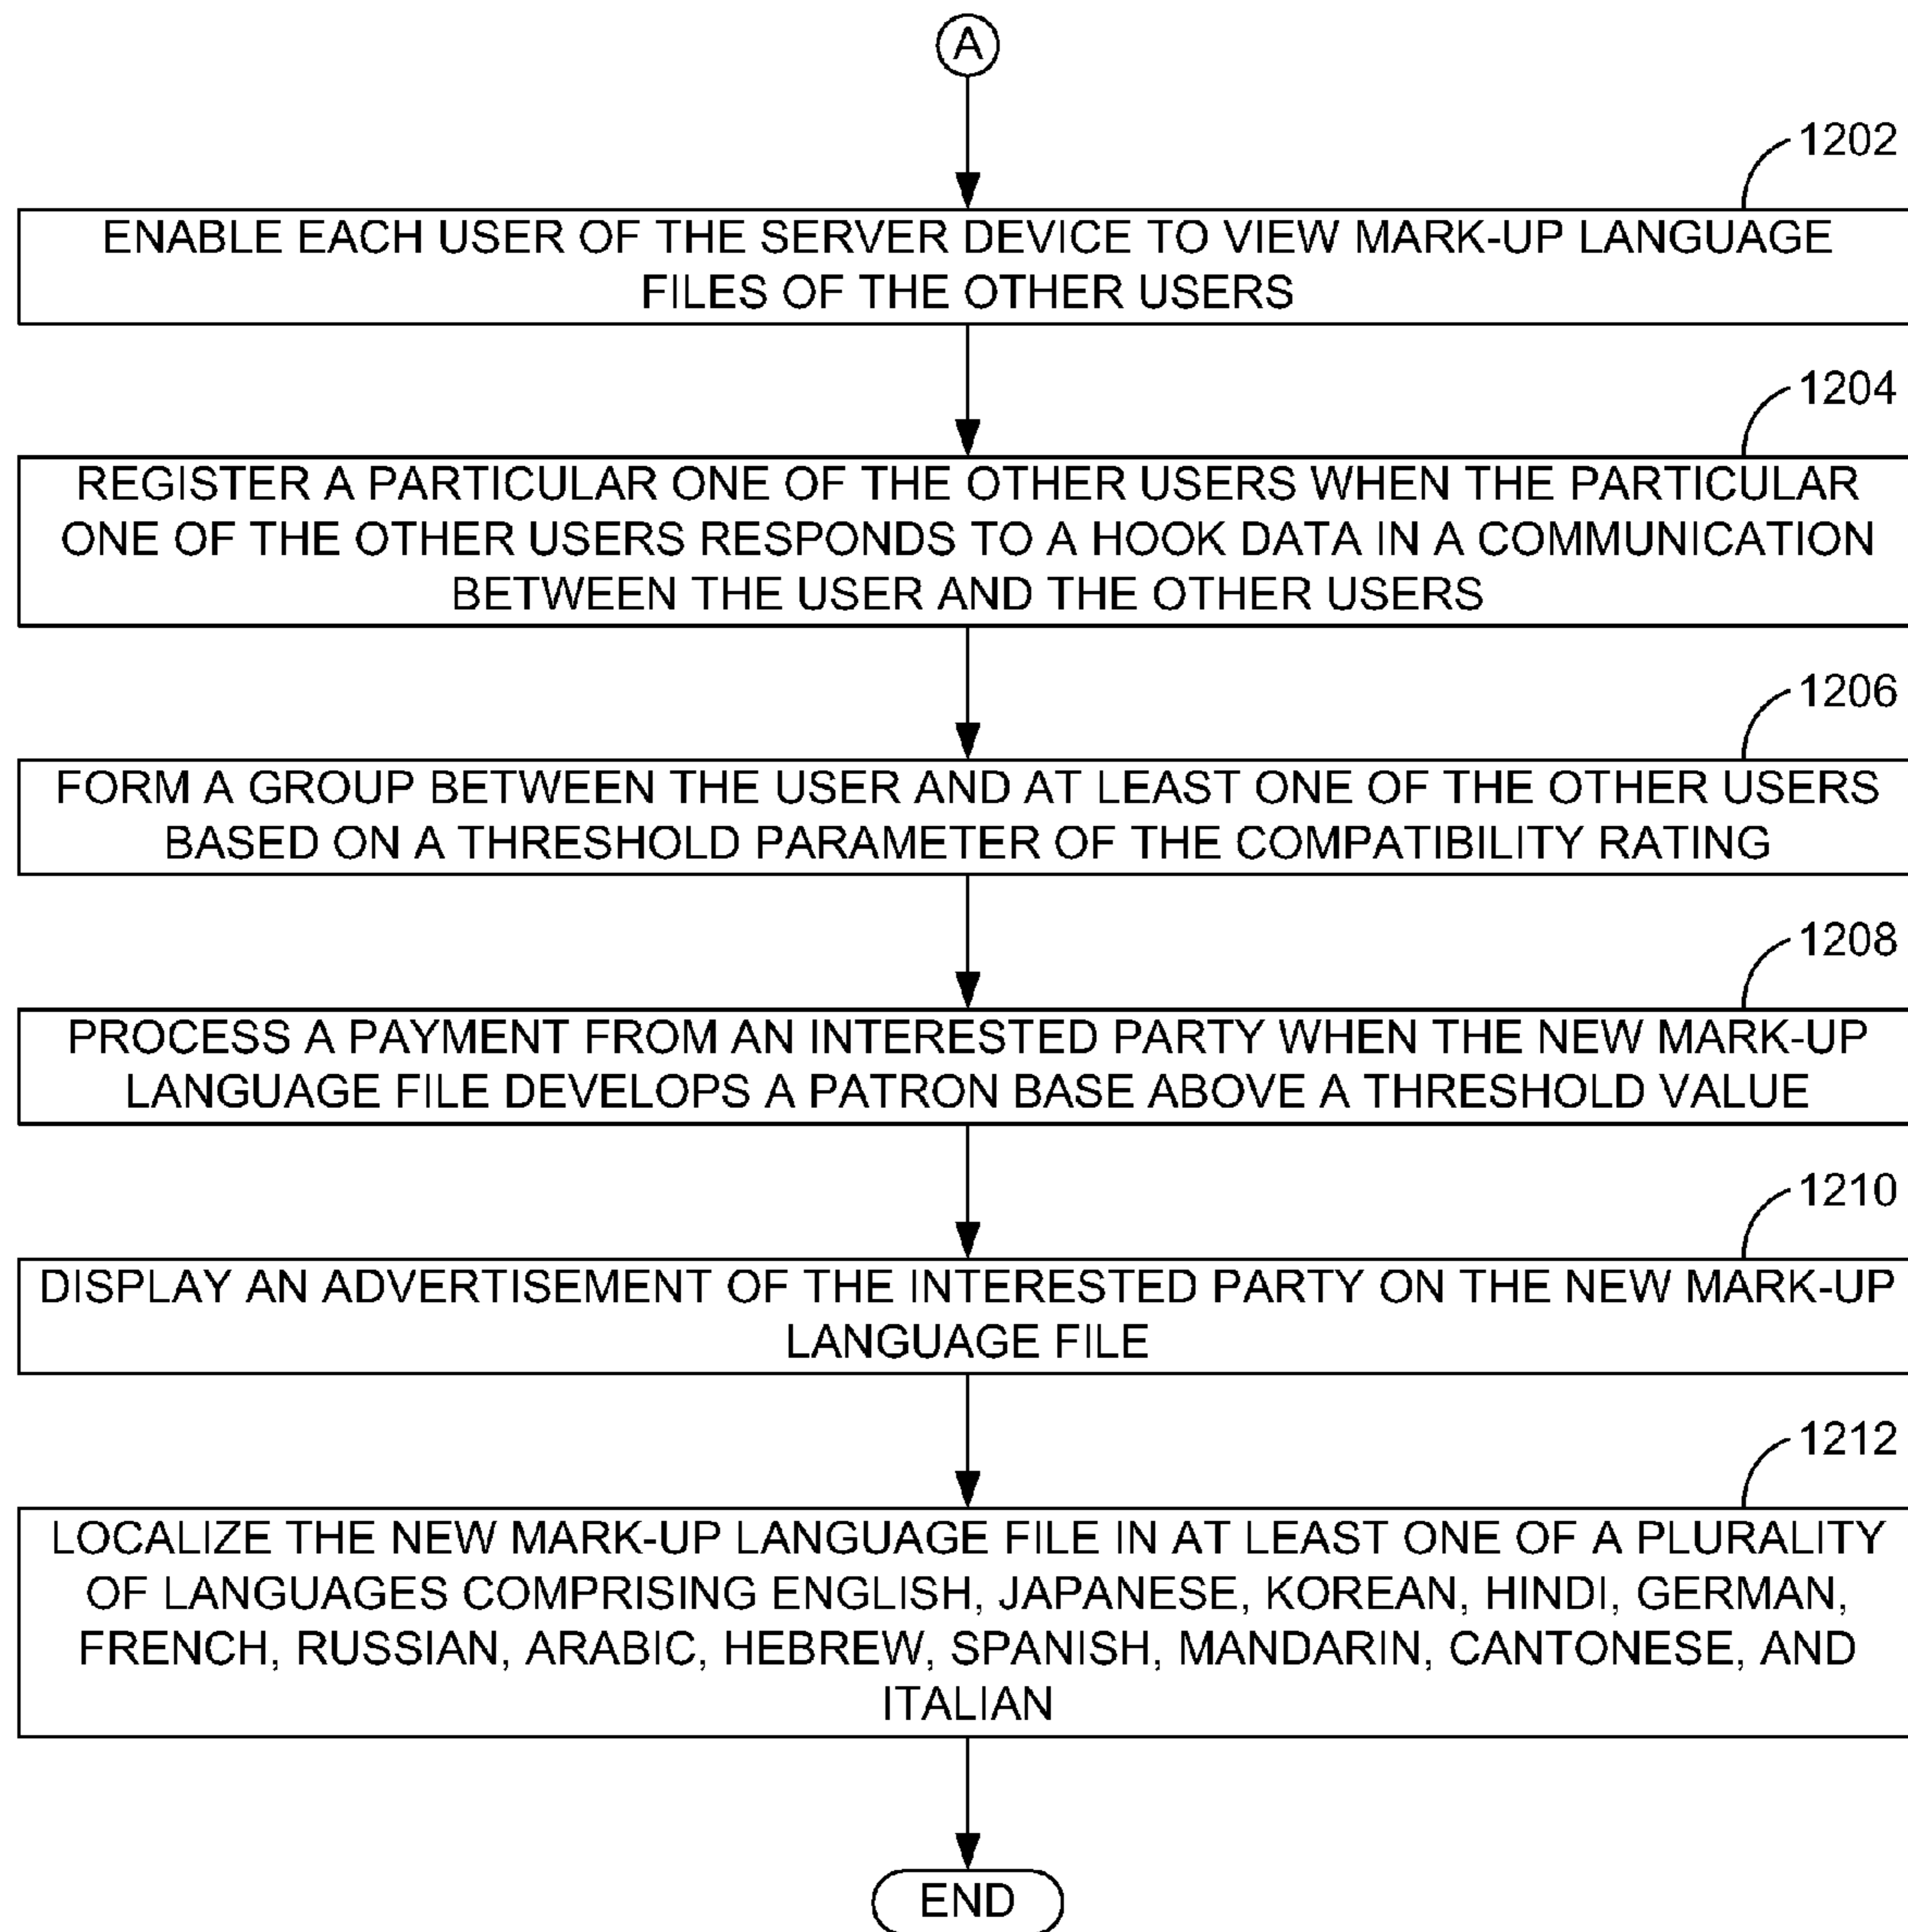 A
1202
ENABLE EACH USER OF THE SERVER DEVICE TO VIEW MARK-UP LANGUAGE
FILES OF THE OTHER USERS
1204
REGISTER A PARTICULAR ONE OF THE OTHER USERS WHEN THE PARTICULAR
ONE OF THE OTHER USERS RESPONDS TO A HOOK DATA IN A COMMUNICATION
BETWEEN THE USER AND THE OTHER USERS
1206
FORM A GROUP BETWEEN THE USER AND AT LEAST ONE OF THE OTHER USERS
BASED ON A THRESHOLD PARAMETER OF THE COMPATIBILITY RATING
1208
PROCESS A PAYMENT FROM AN INTERESTED PARTY WHEN THE NEW MARK-UP
LANGUAGE FILE DEVELOPS A PATRON BASE ABOVE A THRESHOLD VALUE
1210
DISPLAY AN ADVERTISEMENT OF THE INTERESTED PARTY ON THE NEW MARK-UP
LANGUAGE FILE
1212
LOCALIZE THE NEW MARK-UP LANGUAGE FILE IN AT LEAST ONE OF A PLURALITY
OF LANGUAGES COMPRISING ENGLISH, JAPANESE, KOREAN, HINDI, GERMAN,
FRENCH, RUSSIAN, ARABIC, HEBREW, SPANISH, MANDARIN, CANTONESE, AND
ITALIAN
END